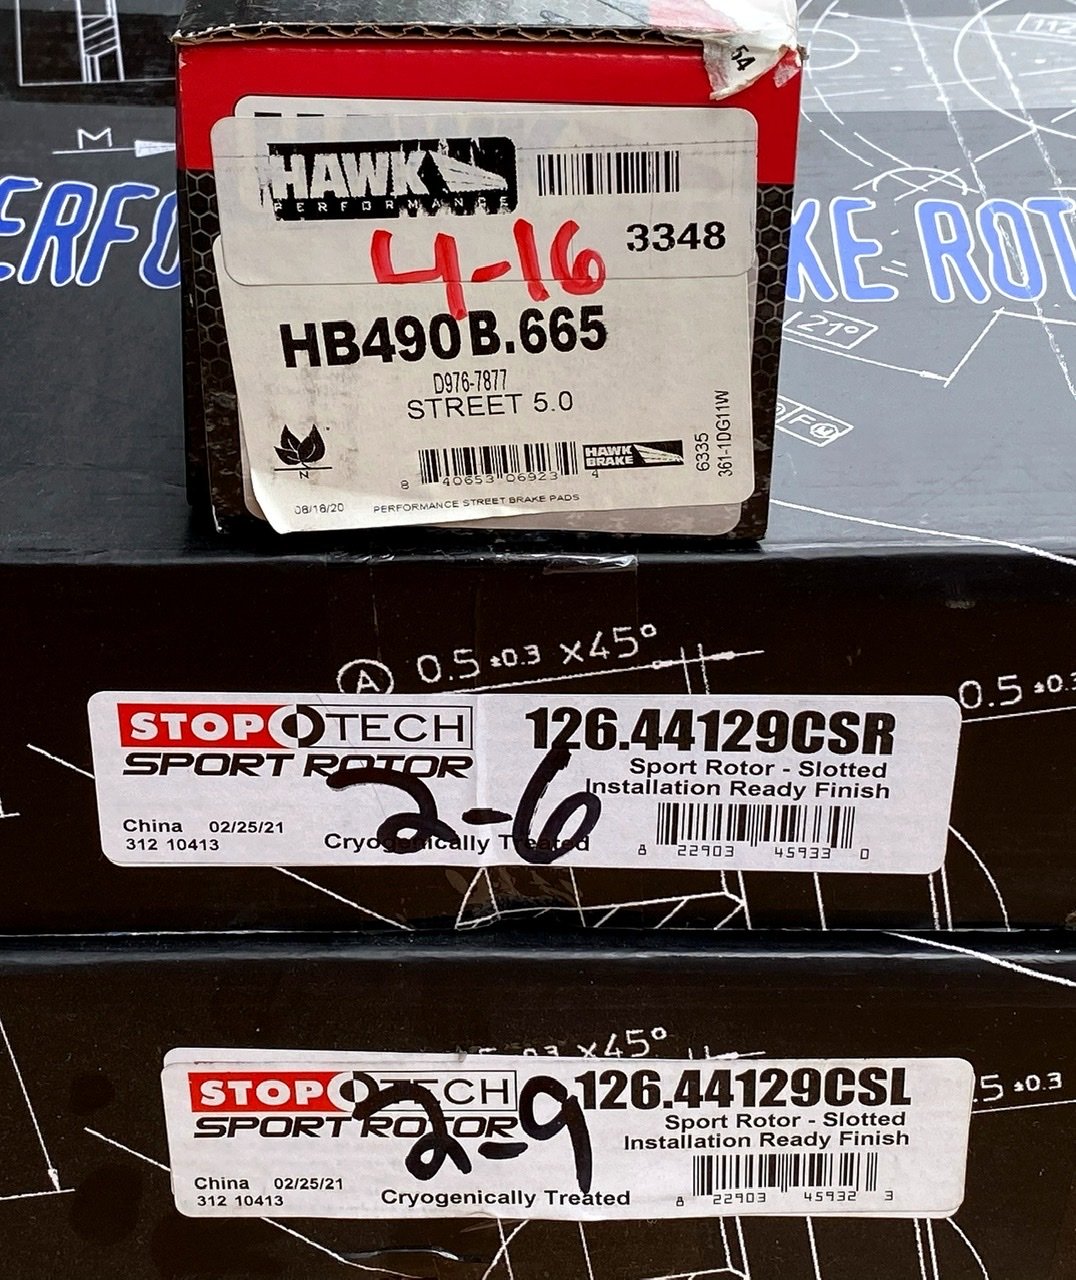 54
112
M
HAWK
PERFORMANCE
3348
4-16
KE ROT
HB490B.665
21°
D976-7877
STREET 5.0
6335
361-1DG11W
HAWK
BRAKE
8 40653 06923 4
08/18/20 PERFORMANCE STREET BRAKE PADS
A 0.5 ±0.3 x45°
0.5 ±0.3
STOPTECH
SPORT ROTOR
126.44129CSR
Sport Rotor - Slotted
Installation Ready Finish
2-6
China 02/25/21
312 10413
Cryogenically Treated
8 22903 45933 0
x45°
5 ±0.3
STOPTECH
SPORT ROTOR
126.44129CSL
Sport Rotor - Slotted
Installation Ready Finish
2-9
China 02/25/21
312 10413
Cryogenically Treated
8 22903 45932 3